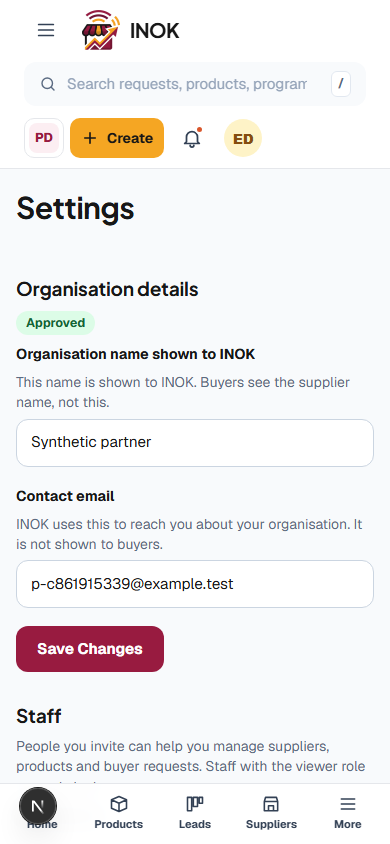 INOK
Search requests, products, program
/
PD
+ Create
ED
Settings
Organisation details
Approved
Organisation name shown to INOK
This name is shown to INOK. Buyers see the supplier
name, not this.
Synthetic partner
Contact email
INOK uses this to reach you about your organisation. It
is not shown to buyers.
p-c861915339@example.test
Save Changes
Staff
People you invite can help you manage suppliers,
products and buyer requests. Staff with the viewer role
N
Home
Products
Leads
Suppliers
More